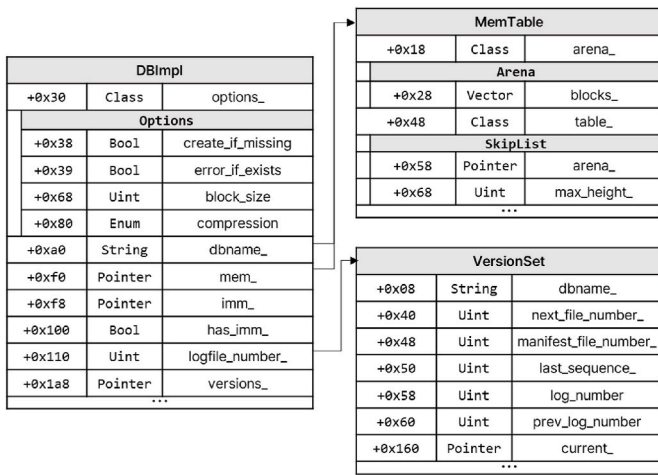 DBImpl
+0x30 Class options_
Options
+0x38 Bool create_if_missing
+0x39 Bool error_if_exists
+0x68 Uint block_size
+0x80 Enum compression
+0xa0 String dbname_
+0xf0 Pointer mem_
+0xf8 Pointer imm_
+0x100 Bool has_imm_
+0x110 Uint logfile_number_
+0x1a8 Pointer versions_
...
MemTable
+0x18 Class arena_
Arena
+0x28 Vector blocks_
+0x48 Class table_
SkipList
+0x58 Pointer arena_
+0x68 Uint max_height_
...
VersionSet
+0x08 String dbname_
+0x40 Uint next_file_number_
+0x48 Uint manifest_file_number_
+0x50 Uint last_sequence_
+0x58 Uint log_number
+0x60 Uint prev_log_number
+0x160 Pointer current_
...